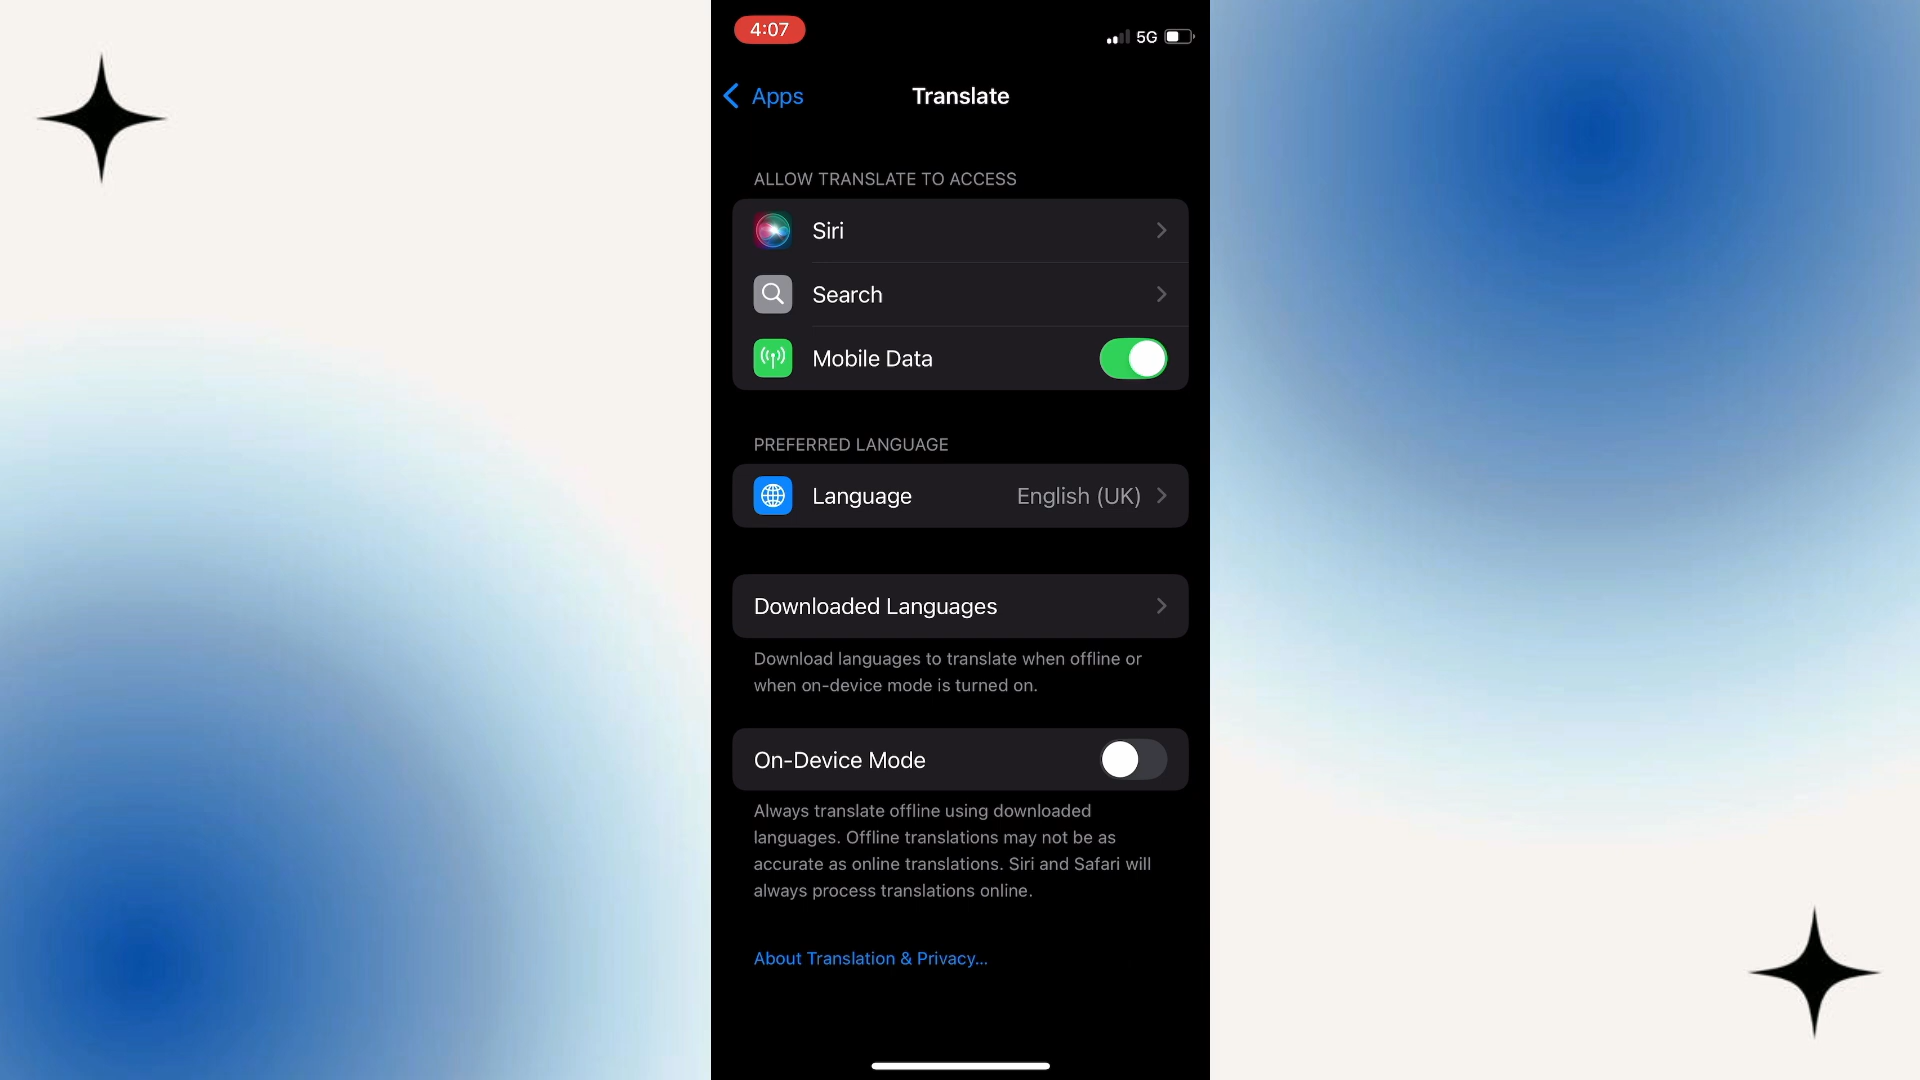 4:07
5G
Apps
Translate
ALLOW TRANSLATE TO ACCESS
Siri
Search
Mobile Data
PREFERRED LANGUAGE
Language English (UK)
Downloaded Languages
Download languages to translate when offline or
when on-device mode is turned on.
On-Device Mode
Always translate offline using downloaded
languages. Offline translations may not be as
accurate as online translations. Siri and Safari will
always process translations online.
About Translation & Privacy...